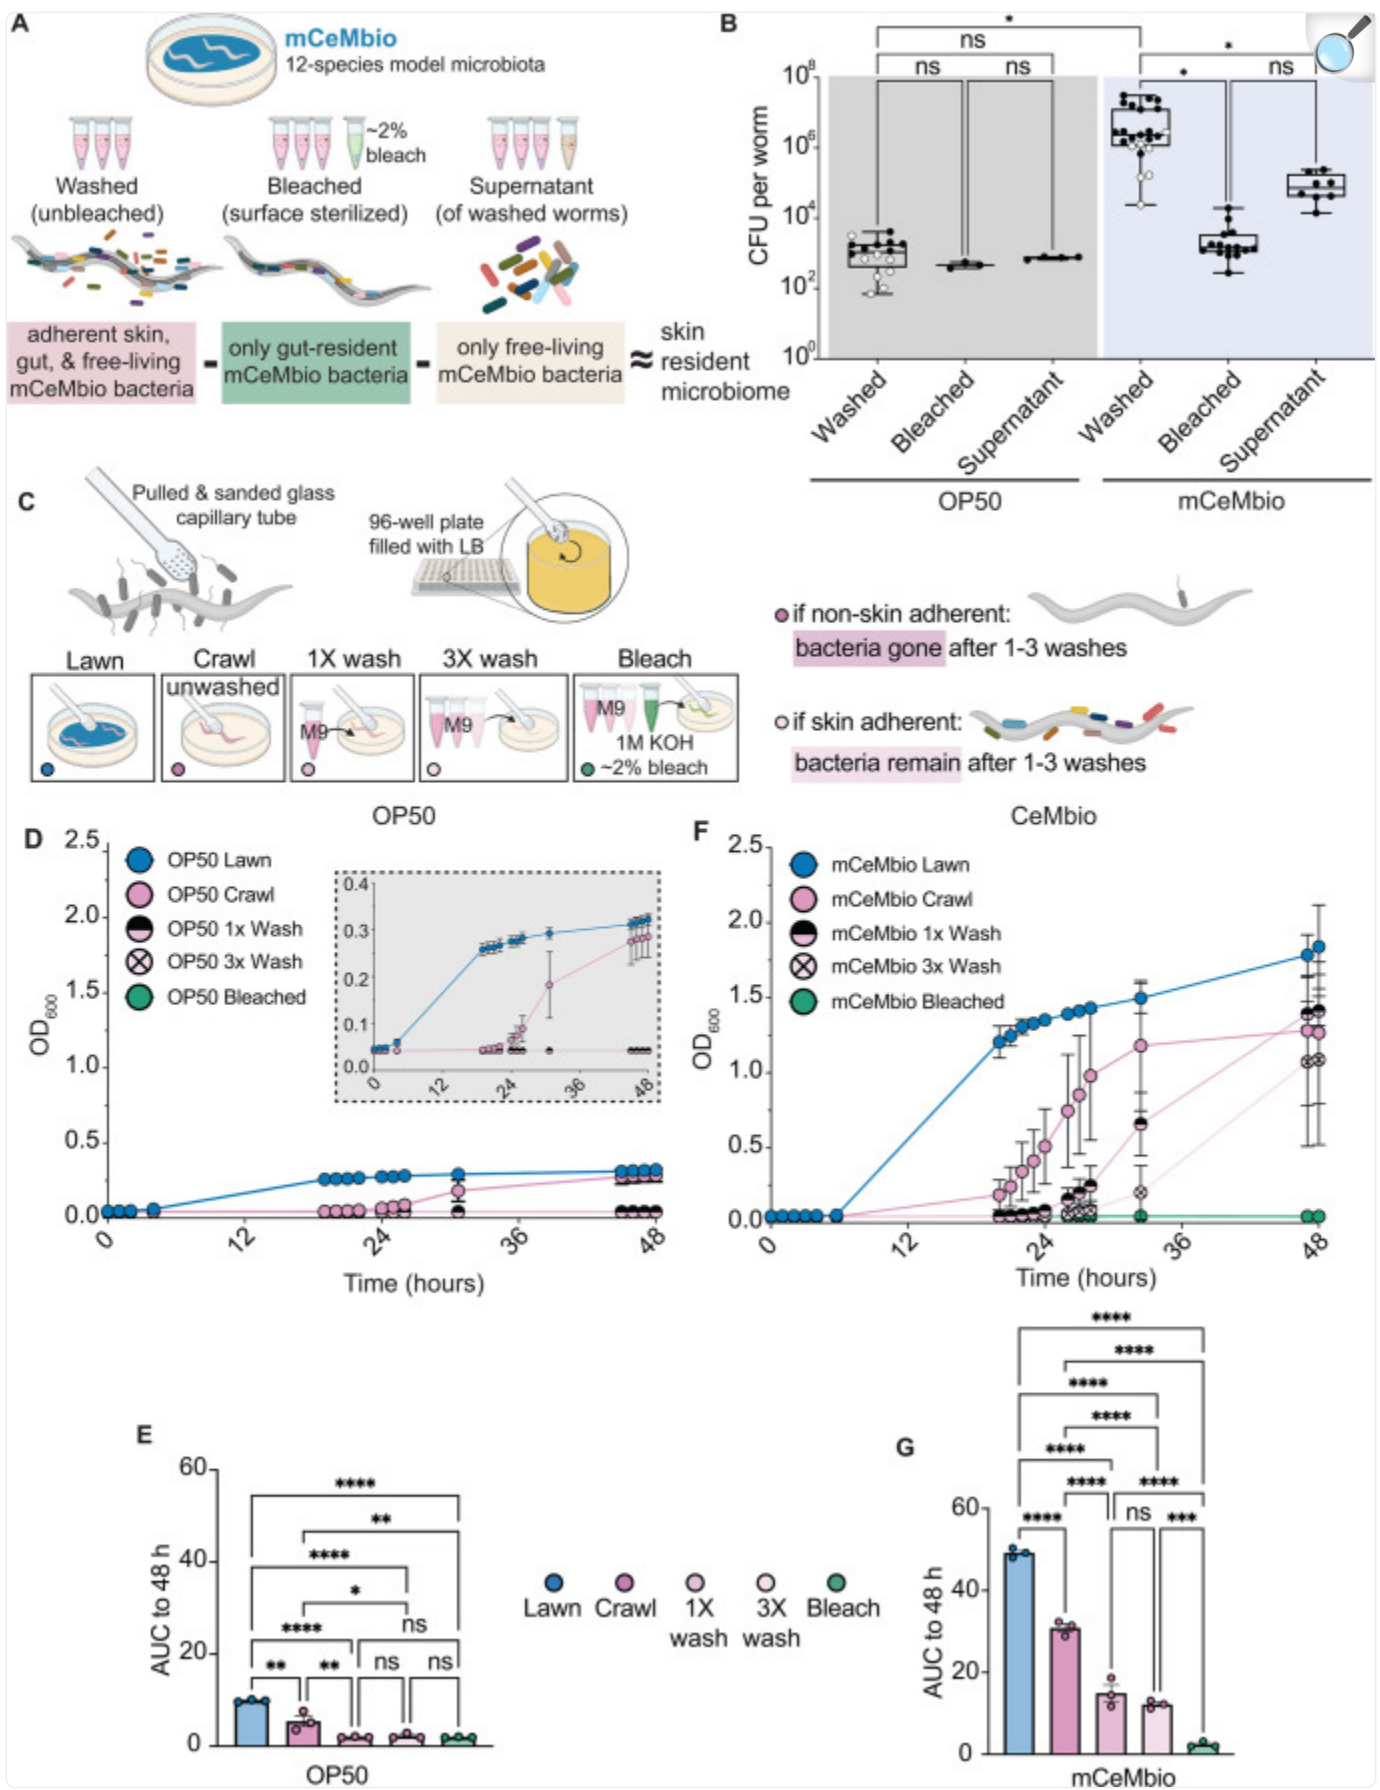 A
mCeMbio
12-species model microbiota
~2%
bleach
Washed
(unbleached)
Bleached
(surface sterilized)
Supernatant
(of washed worms)
adherent skin,
gut, & free-living
mCeMbio bacteria
-
only gut-resident
mCeMbio bacteria
-
only free-living
mCeMbio bacteria
≈
skin
resident
microbiome
B
*
ns
*
ns
ns
*
ns
10^8
10^6
10^4
10^2
10^0
CFU per worm
Washed
Bleached
Supernatant
Washed
Bleached
Supernatant
OP50
mCeMbio
C
Pulled & sanded glass
capillary tube
96-well plate
filled with LB
Lawn
Crawl
unwashed
1X wash
M9
3X wash
M9
Bleach
M9
1M KOH
~2% bleach
if non-skin adherent:
bacteria gone after 1-3 washes
if skin adherent:
bacteria remain after 1-3 washes
D
OP50
2.5
2.0
1.5
1.0
0.5
0.0
OD600
OP50 Lawn
OP50 Crawl
OP50 1x Wash
OP50 3x Wash
OP50 Bleached
0.4
0.3
0.2
0.1
0.0
0
12
24
36
48
0
12
24
36
48
Time (hours)
F
CeMbio
2.5
2.0
1.5
1.0
0.5
0.0
OD600
mCeMbio Lawn
mCeMbio Crawl
mCeMbio 1x Wash
mCeMbio 3x Wash
mCeMbio Bleached
0
12
24
36
48
Time (hours)
E
60
40
20
0
AUC to 48 h
****
**
****
*
****
ns
**
**
ns
ns
OP50
Lawn
Crawl
1X
wash
3X
wash
Bleach
G
****
****
****
****
****
****
****
****
ns
***
60
40
20
0
AUC to 48 h
mCeMbio